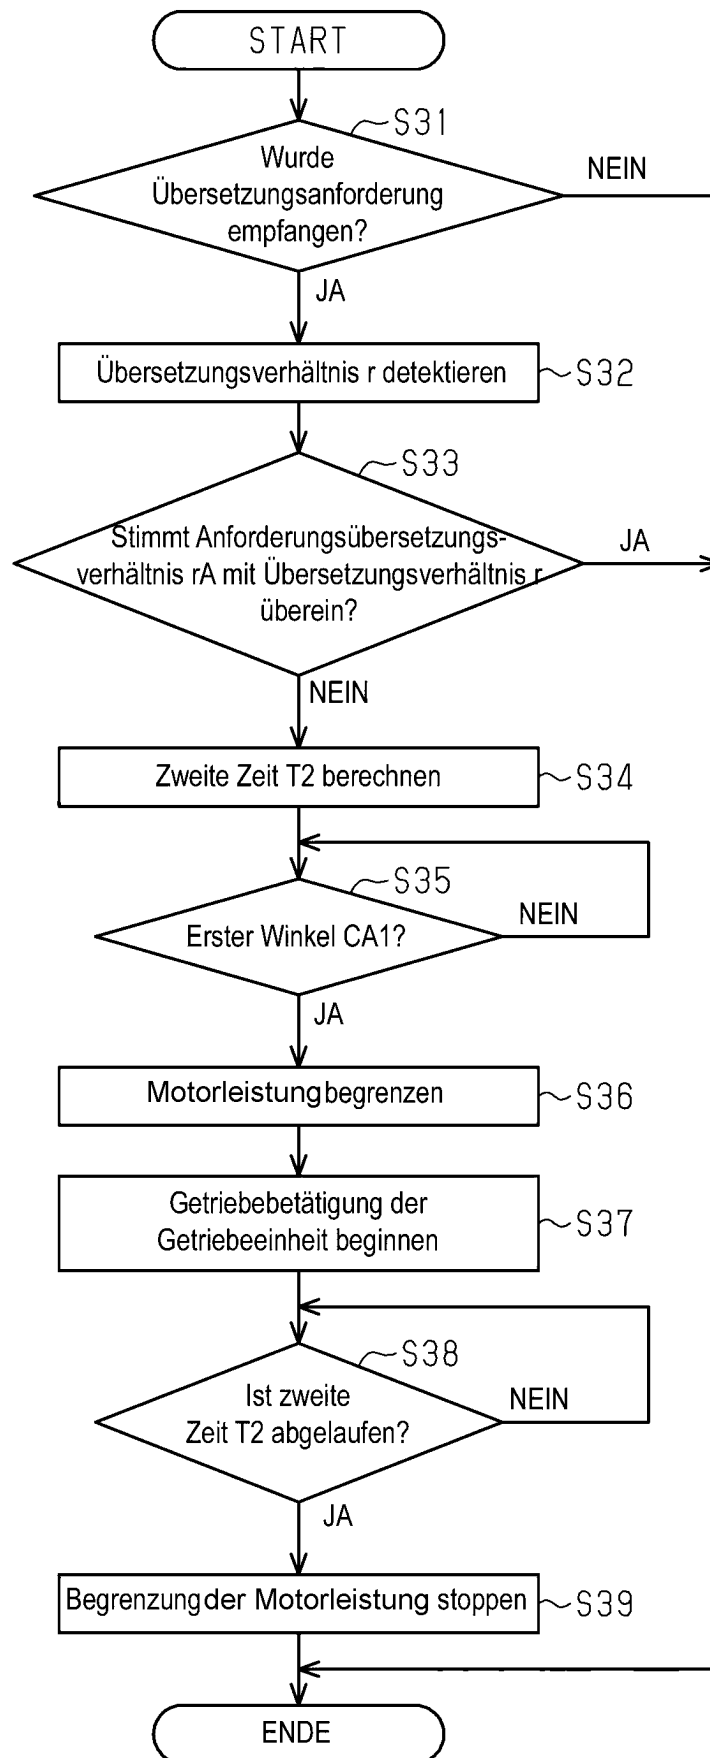 START
S31
Wurde
Übersetzungsanforderung
empfangen?
NEIN
JA
Übersetzungsverhältnis r detektieren
S32
S33
Stimmt Anforderungsübersetzungs-
verhältnis rA mit Übersetzungsverhältnis r
überein?
JA
NEIN
Zweite Zeit T2 berechnen
S34
S35
Erster Winkel CA1?
NEIN
JA
Motorleistung begrenzen
S36
Getriebebetätigung der
Getriebeeinheit beginnen
S37
S38
Ist zweite
Zeit T2 abgelaufen?
NEIN
JA
Begrenzung der Motorleistung stoppen
S39
ENDE